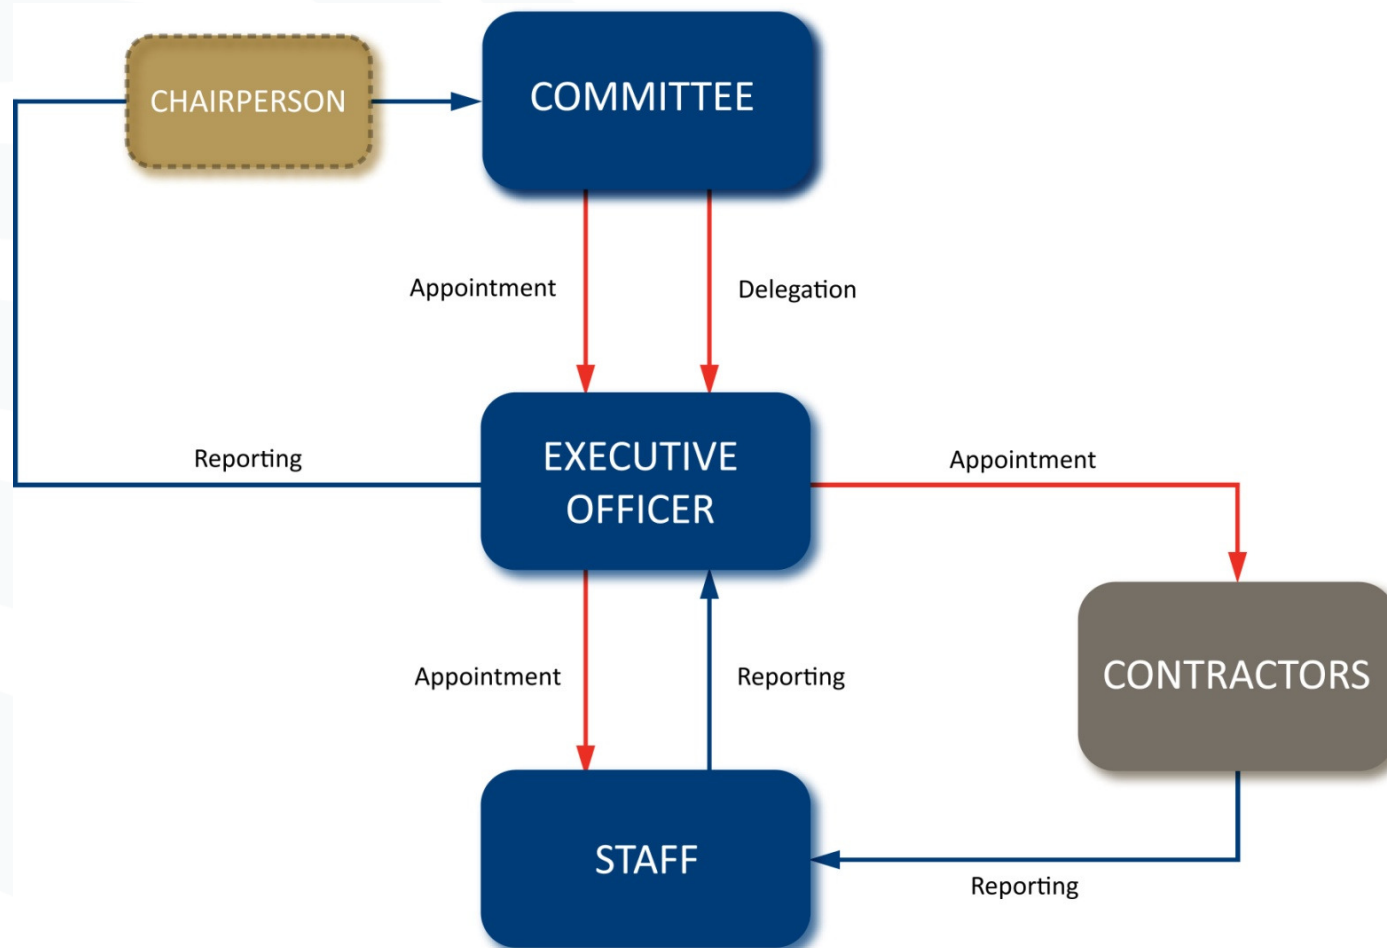 CHAIRPERSON
COMMITTEE
Appointment
Delegation
Reporting
EXECUTIVE
OFFICER
Appointment
Appointment
Reporting
CONTRACTORS
STAFF
Reporting